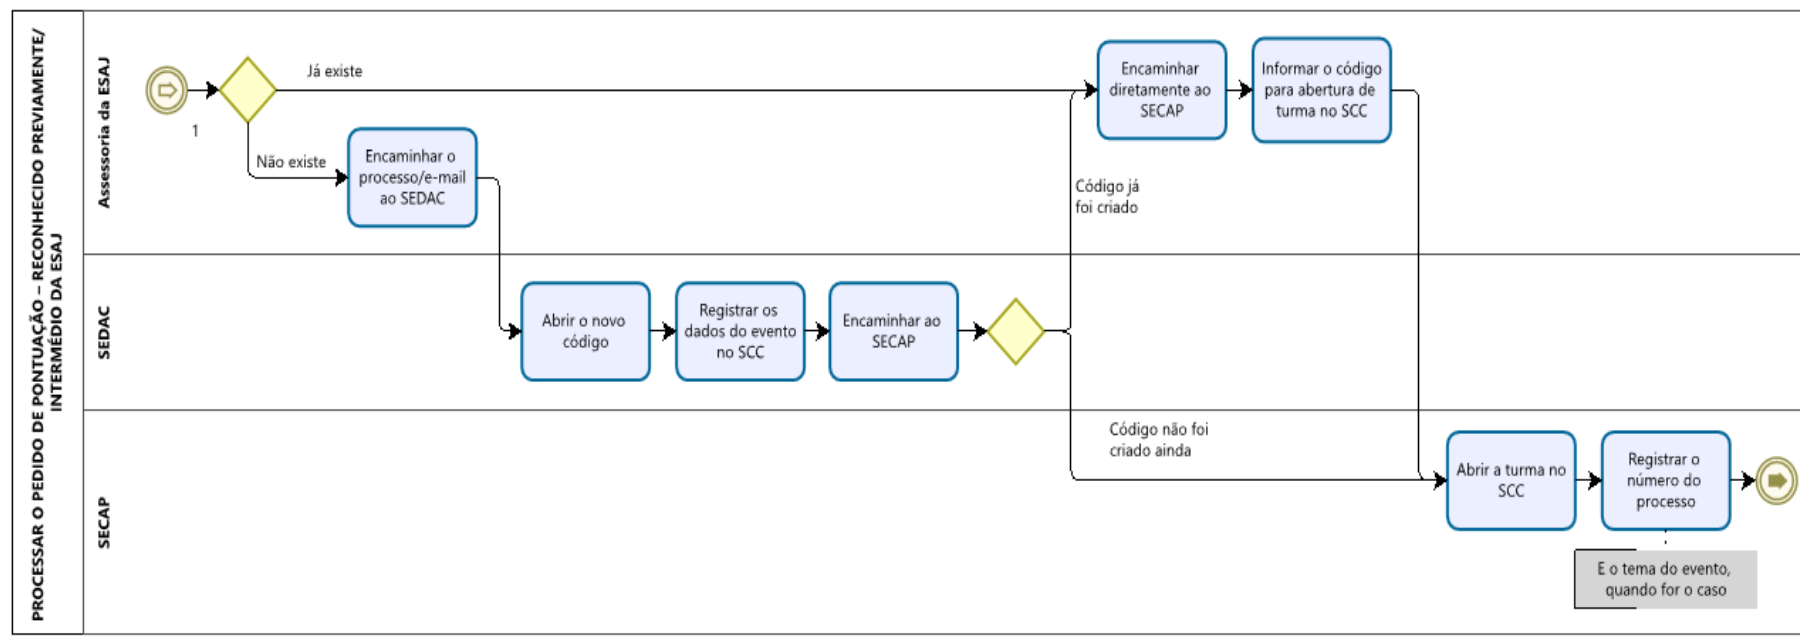 PROCESSAR O PEDIDO DE PONTUAÇÃO – RECONHECIDO PREVIAMENTE/
INTERMÉDIO DA ESAJ
Assessoria da ESAJ
1
Já existe
Não existe
Encaminhar o
processo/e-mail
ao SEDAC
Encaminhar
diretamente ao
SECAP
Informar o código
para abertura de
turma no SCC
Código já
foi criado
SEDAC
Abrir o novo
código
Registrar os
dados do evento
no SCC
Encaminhar ao
SECAP
SECAP
Código não foi
criado ainda
Abrir a turma no
SCC
Registrar o
número do
processo
E o tema do evento,
quando for o caso